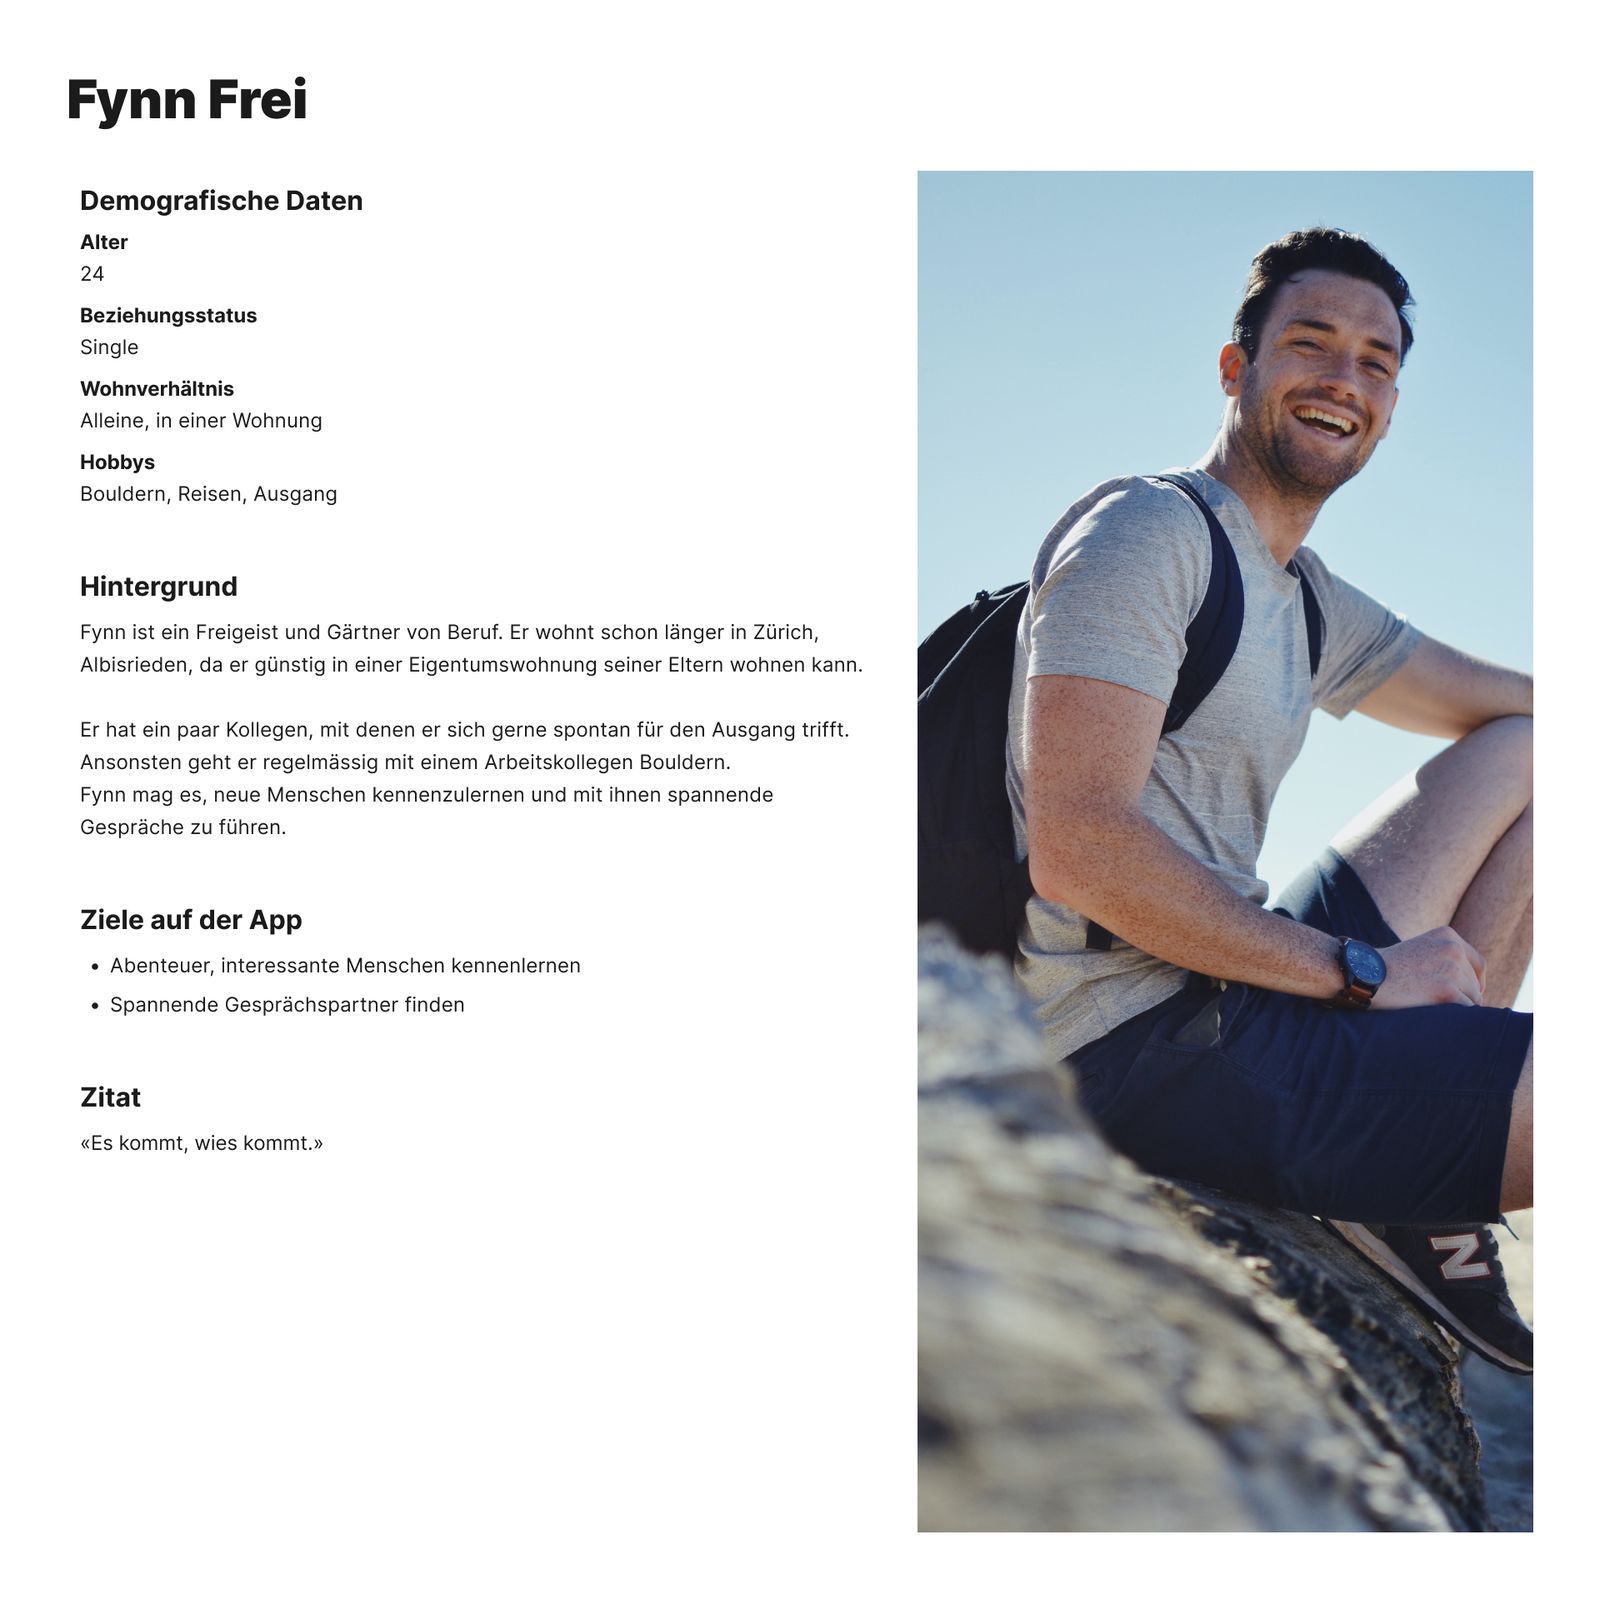 Fynn Frei
Demografische Daten
Alter
24
Beziehungsstatus
Single
Wohnverhältnis
Alleine, in einer Wohnung
Hobbys
Bouldern, Reisen, Ausgang
Hintergrund
Fynn ist ein Freigeist und Gärtner von Beruf. Er wohnt schon länger in Zürich,
Albisrieden, da er günstig in einer Eigentumswohnung seiner Eltern wohnen kann.
Er hat ein paar Kollegen, mit denen er sich gerne spontan für den Ausgang trifft.
Ansonsten geht er regelmässig mit einem Arbeitskollegen Bouldern.
Fynn mag es, neue Menschen kennenzulernen und mit ihnen spannende
Gespräche zu führen.
Ziele auf der App
• Abenteuer, interessante Menschen kennenlernen
• Spannende Gesprächspartner finden
Zitat
«Es kommt, wies kommt.»
N